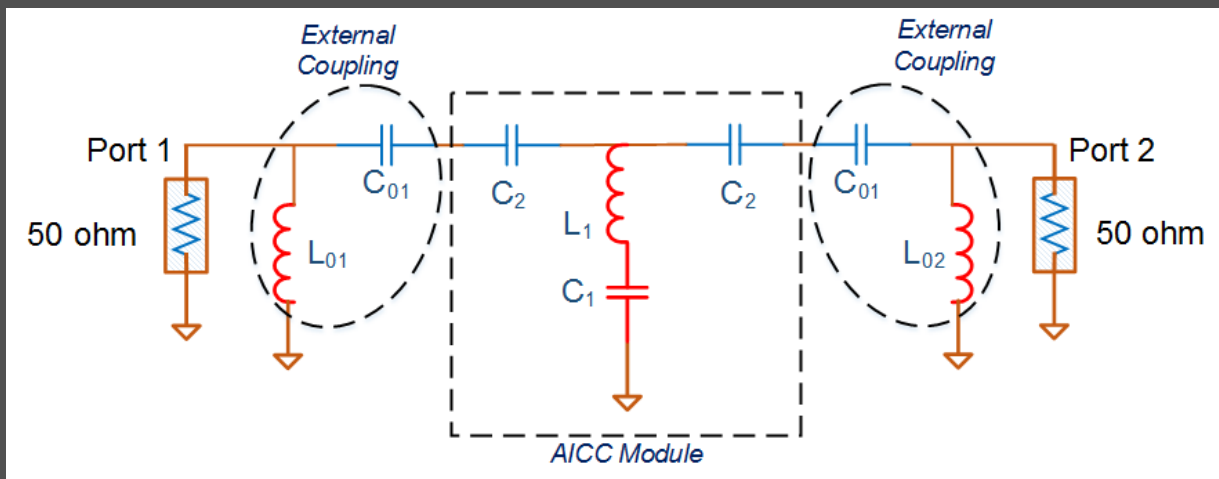 External
Coupling
External
Coupling
Port 1
C01
C2
C2
C01
Port 2
50 ohm
L01
L1
C1
L02
50 ohm
AICC Module